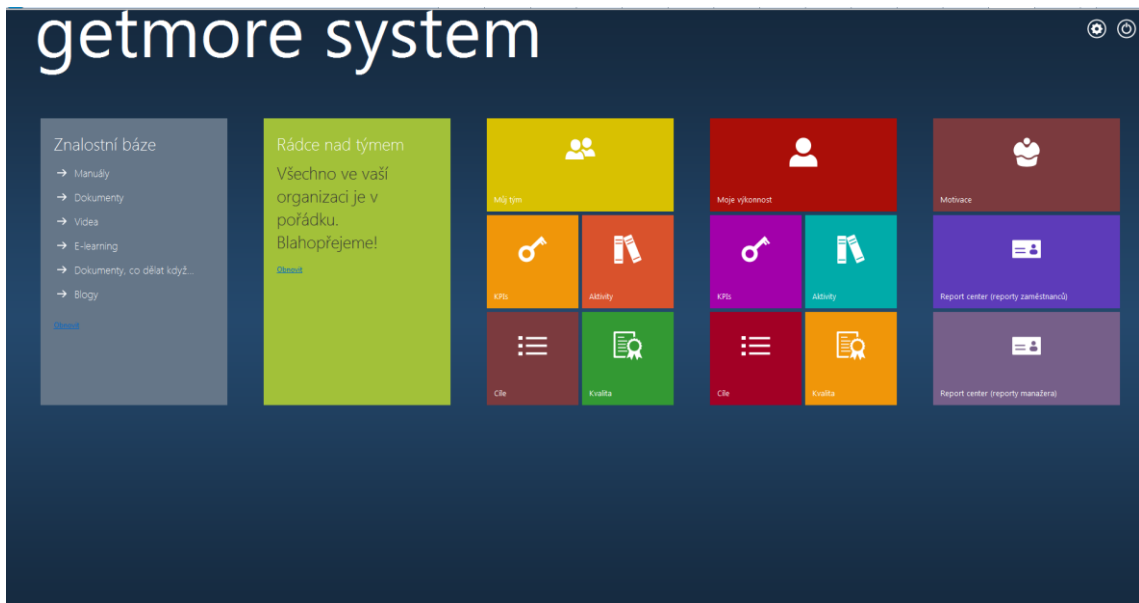 getmore system
Znalostní báze
Manuály
Dokumenty
Videa
E-learning
Dokumenty, co dělat když...
Blogy
Obnovit
Rádce nad týmem
Všechno ve vaší
organizaci je v
pořádku.
Blahopřejeme!
Obnovit
Můj tým
KPIs
Aktivity
Cíle
Kvalita
Moje výkonnost
KPIs
Aktivity
Cíle
Kvalita
Motivace
Report center (reporty zaměstnanců)
Report center (reporty manažera)